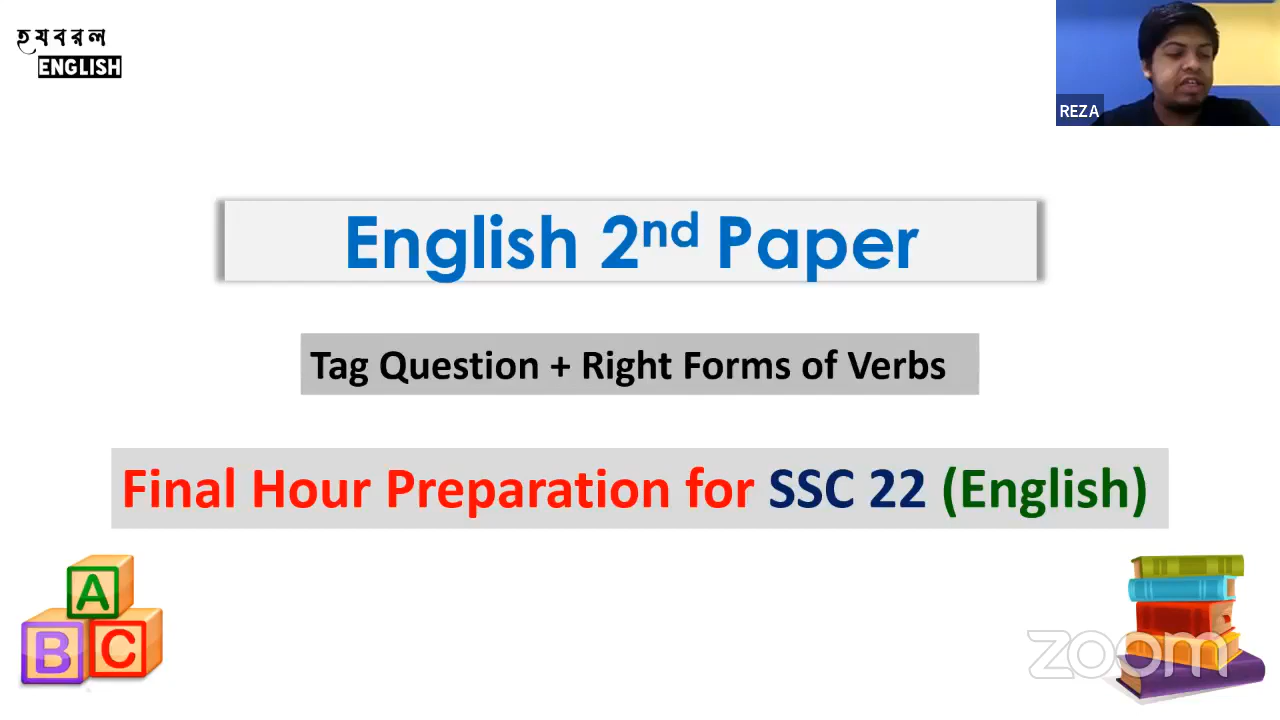 হযবরল
ENGLISH
REZA
English 2nd Paper
Tag Question + Right Forms of Verbs
Final Hour Preparation for SSC 22 (English)
A
B C
zoom